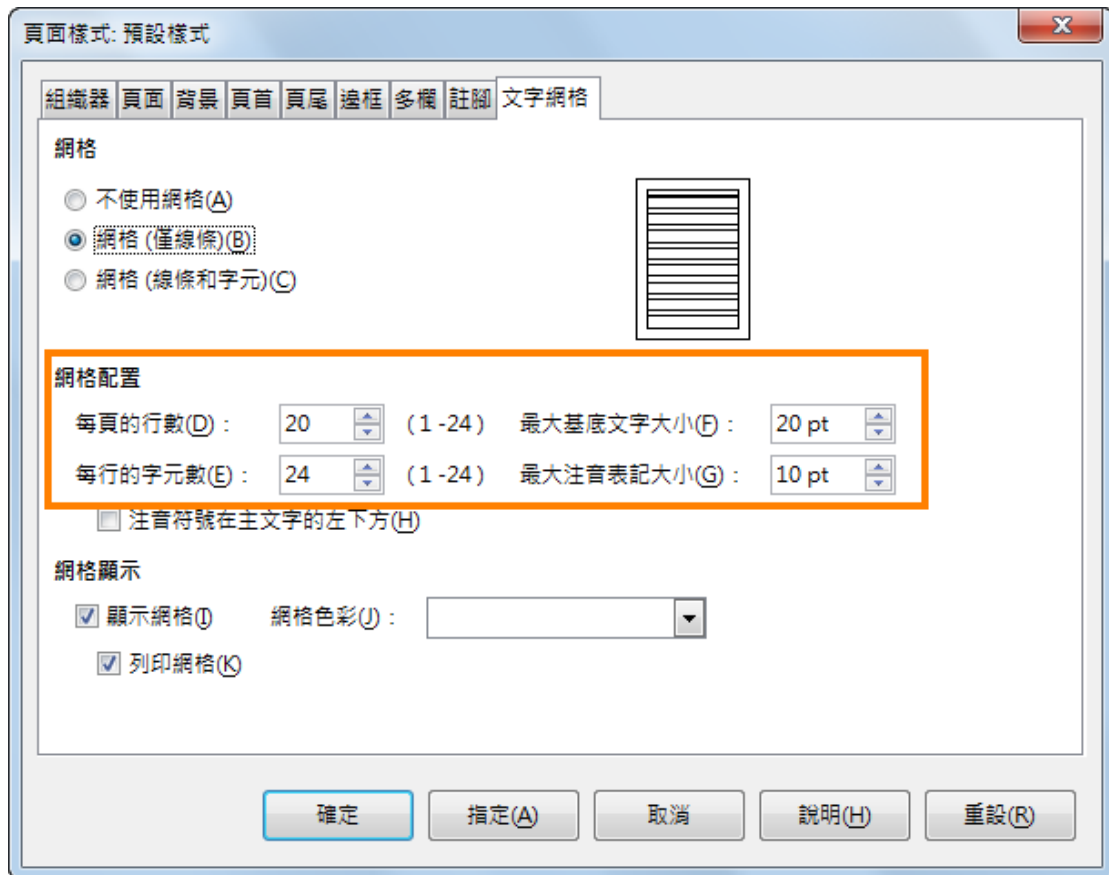 頁面樣式: 預設樣式
組織器 頁面 背景 頁首 頁尾 邊框 多欄 註腳 文字網格
網格
不使用網格(A)
網格 (僅線條)(B)
網格 (線條和字元)(C)
網格配置
每頁的行數(D)： 20 (1-24) 最大基底文字大小(F)： 20 pt
每行的字元數(E)： 24 (1-24) 最大注音表記大小(G)： 10 pt
注音符號在主文字的左下方(H)
網格顯示
顯示網格(I) 網格色彩(J)：
列印網格(K)
確定 指定(A) 取消 說明(H) 重設(R)